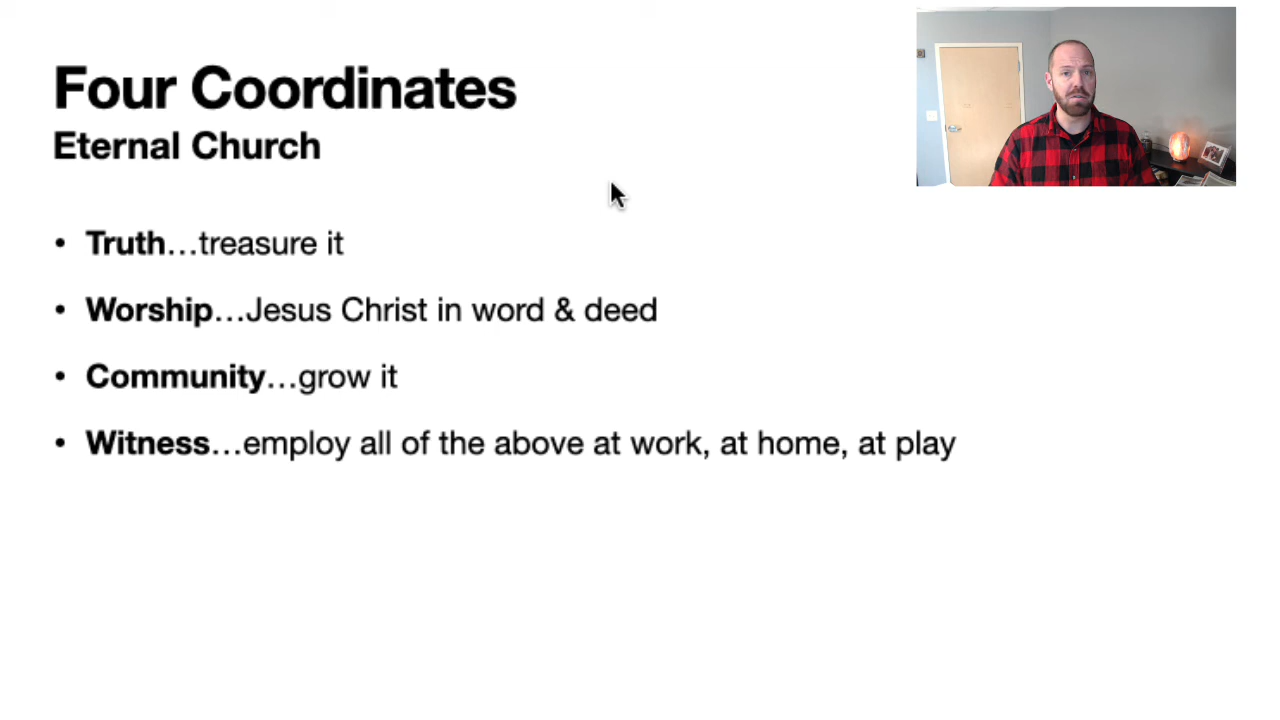 Four Coordinates
Eternal Church
• Truth…treasure it
• Worship…Jesus Christ in word & deed
• Community…grow it
• Witness…employ all of the above at work, at home, at play